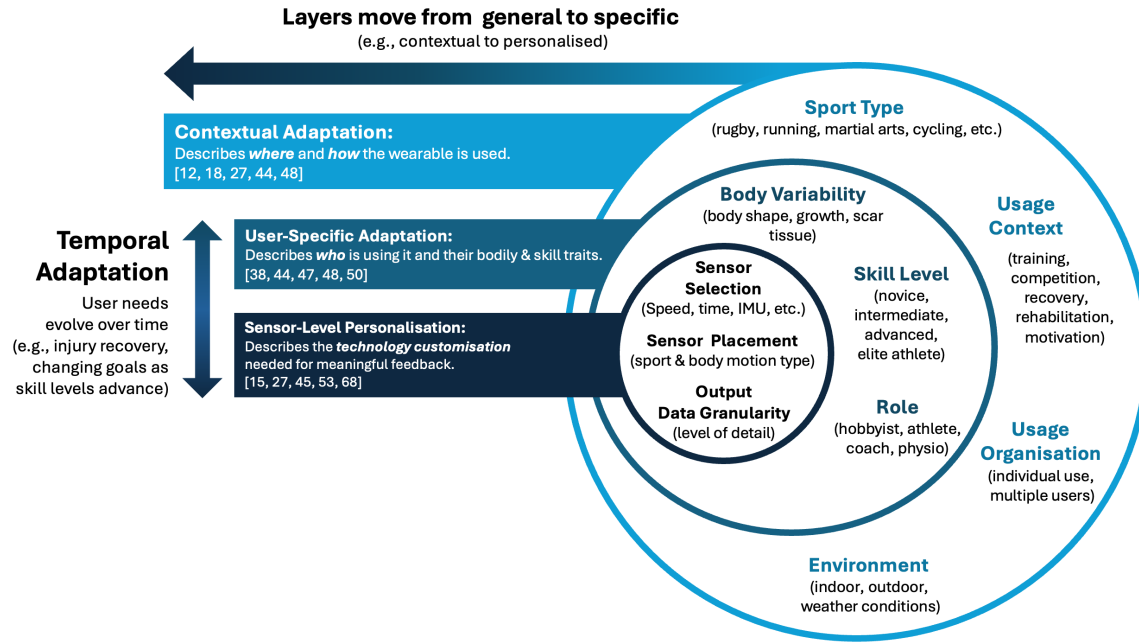 Layers move from general to specific
(e.g., contextual to personalised)
Contextual Adaptation:
Describes where and how the wearable is used.
[12, 18, 27, 44, 48]
Temporal
Adaptation
User needs
evolve over time
(e.g., injury recovery,
changing goals as
skill levels advance)
User-Specific Adaptation:
Describes who is using it and their bodily & skill traits.
[38, 44, 47, 48, 50]
Sensor-Level Personalisation:
Describes the technology customisation
needed for meaningful feedback.
[15, 27, 45, 53, 68]
Sport Type
(rugby, running, martial arts, cycling, etc.)
Body Variability
(body shape, growth, scar
tissue)
Usage
Context
(training,
competition,
recovery,
rehabilitation,
motivation)
Sensor
Selection
(Speed, time, IMU, etc.)
Sensor Placement
(sport & body motion type)
Output
Data Granularity
(level of detail)
Skill Level
(novice,
intermediate,
advanced,
elite athlete)
Role
(hobbyist, athlete,
coach, physio)
Usage
Organisation
(individual use,
multiple users)
Environment
(indoor, outdoor,
weather conditions)